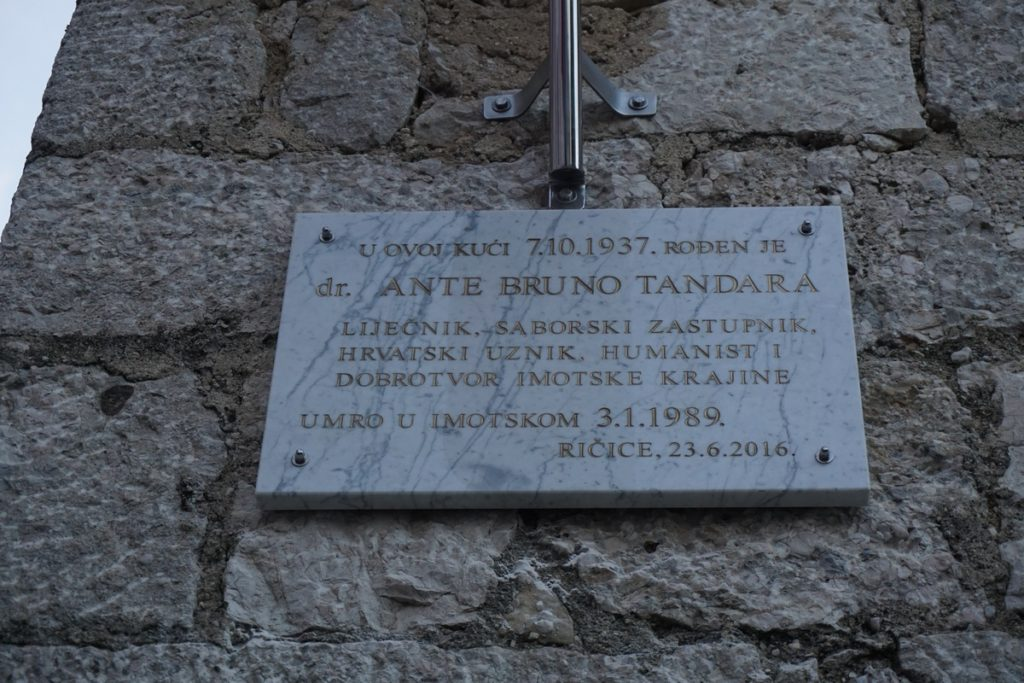 U OVOJ KUĆI 7.10.1937. ROĐEN JE
dr. ANTE BRUNO TANDARA
LIJEČNIK, SABORSKI ZASTUPNIK,
HRVATSKI UZNIK, HUMANIST I
DOBROTVOR IMOTSKE KRAJINE
UMRO U IMOTSKOM 3.1.1989.
RIČICE, 23.6.2016.